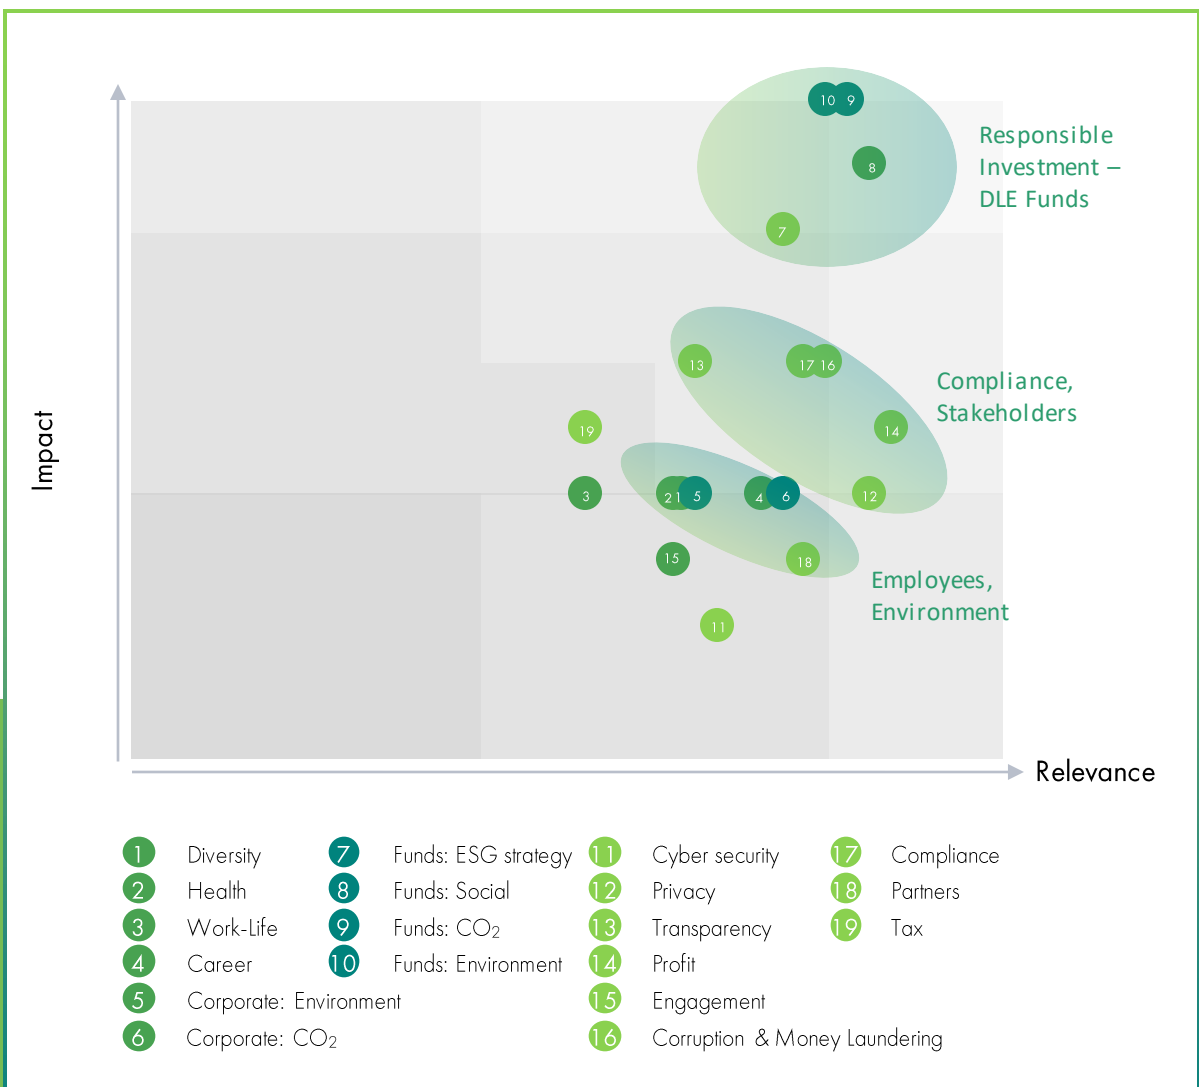 10 9
Responsible
Investment –
DLE Funds
8
7
13 17 16
Compliance,
Stakeholders
14
19
Impact
3 2 1 5 4 6 12
15 18
Employees,
Environment
11
Relevance
1 Diversity 7 Funds: ESG strategy 11 Cyber security 17 Compliance
2 Health 8 Funds: Social 12 Privacy 18 Partners
3 Work-Life 9 Funds: CO2 13 Transparency 19 Tax
4 Career 10 Funds: Environment 14 Profit
5 Corporate: Environment 15 Engagement
6 Corporate: CO2 16 Corruption & Money Laundering